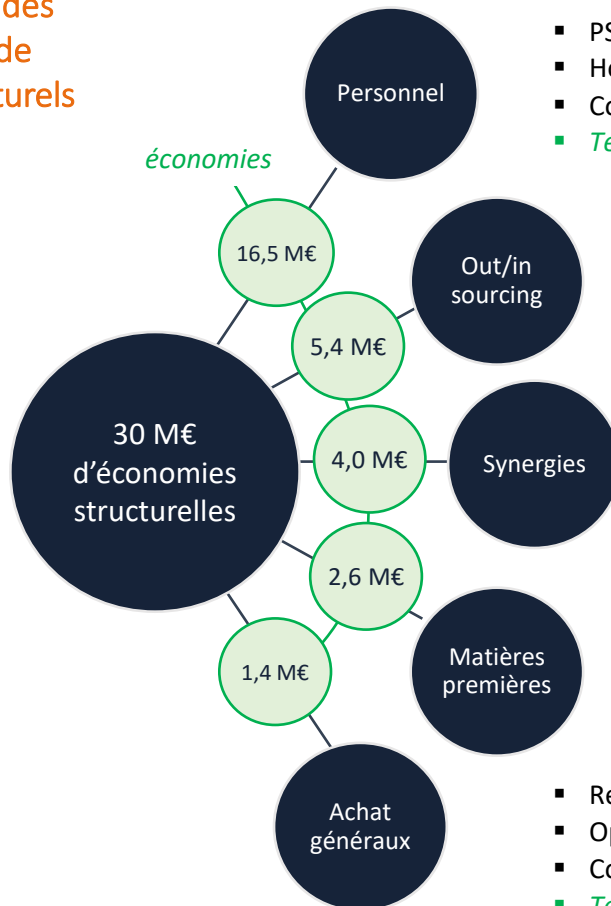 des
de
économies
Personnel
16,5 M€
Out/in
sourcing
5,4 M€
30 M€
d'économies
structurelles
4,0 M€
Synergies
2,6 M€
Matières
premières
1,4 M€
Achat
généraux